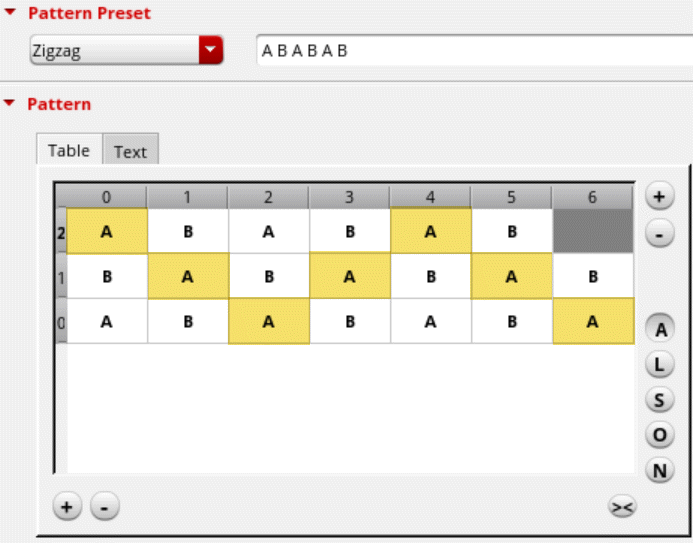 Pattern Preset
Zigzag A B A B A B
Pattern
Table Text
0 1 2 3 4 5 6
2 A B A B A B +
-
1 B A B A B A B
0 A B A B A B A A
L
S
O
N
+ - ><